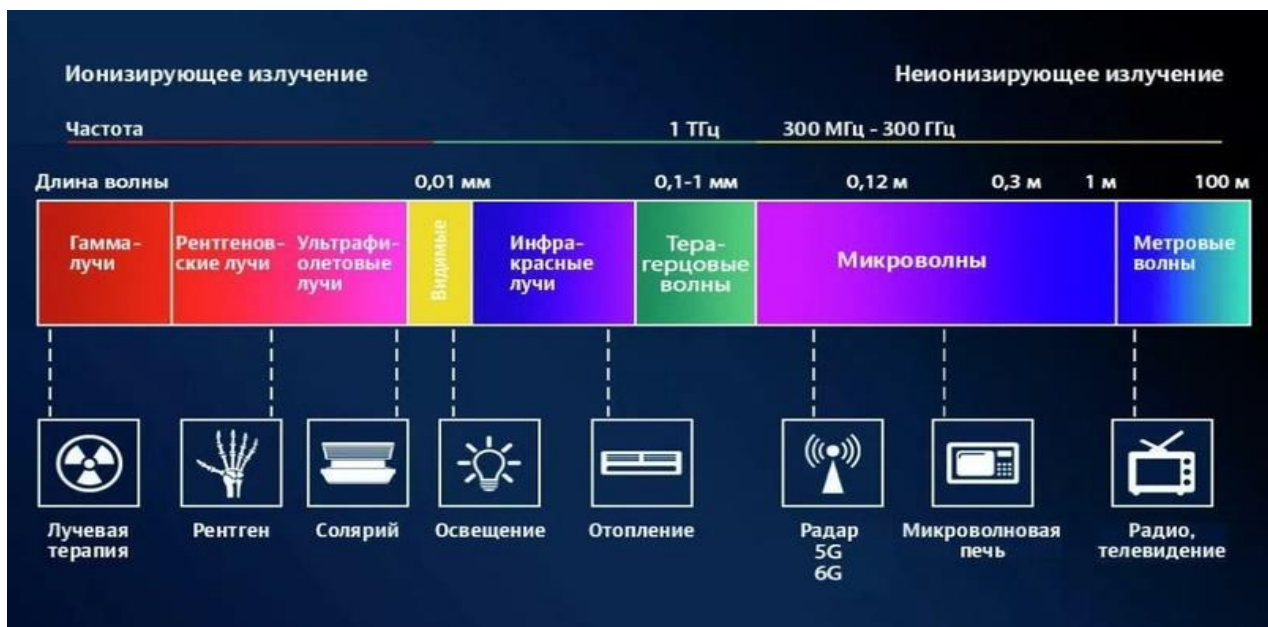 Ионизирующее излучение
Неионизирующее излучение
Частота
1 ТГц
300 МГц - 300 ГГц
Длина волны
0,01 мм
0,1-1 мм
0,12 м
0,3 м
1 м
100 м
Гамма-
лучи
Рентгенов-
ские лучи
Ультрафи-
олетовые
лучи
Видимые
Инфра-
красные
лучи
Тера-
герцовые
волны
Микроволны
Метровые
волны
Лучевая
терапия
Рентген
Солярий
Освещение
Отопление
Радар
5G
6G
Микроволновая
печь
Радио,
телевидение